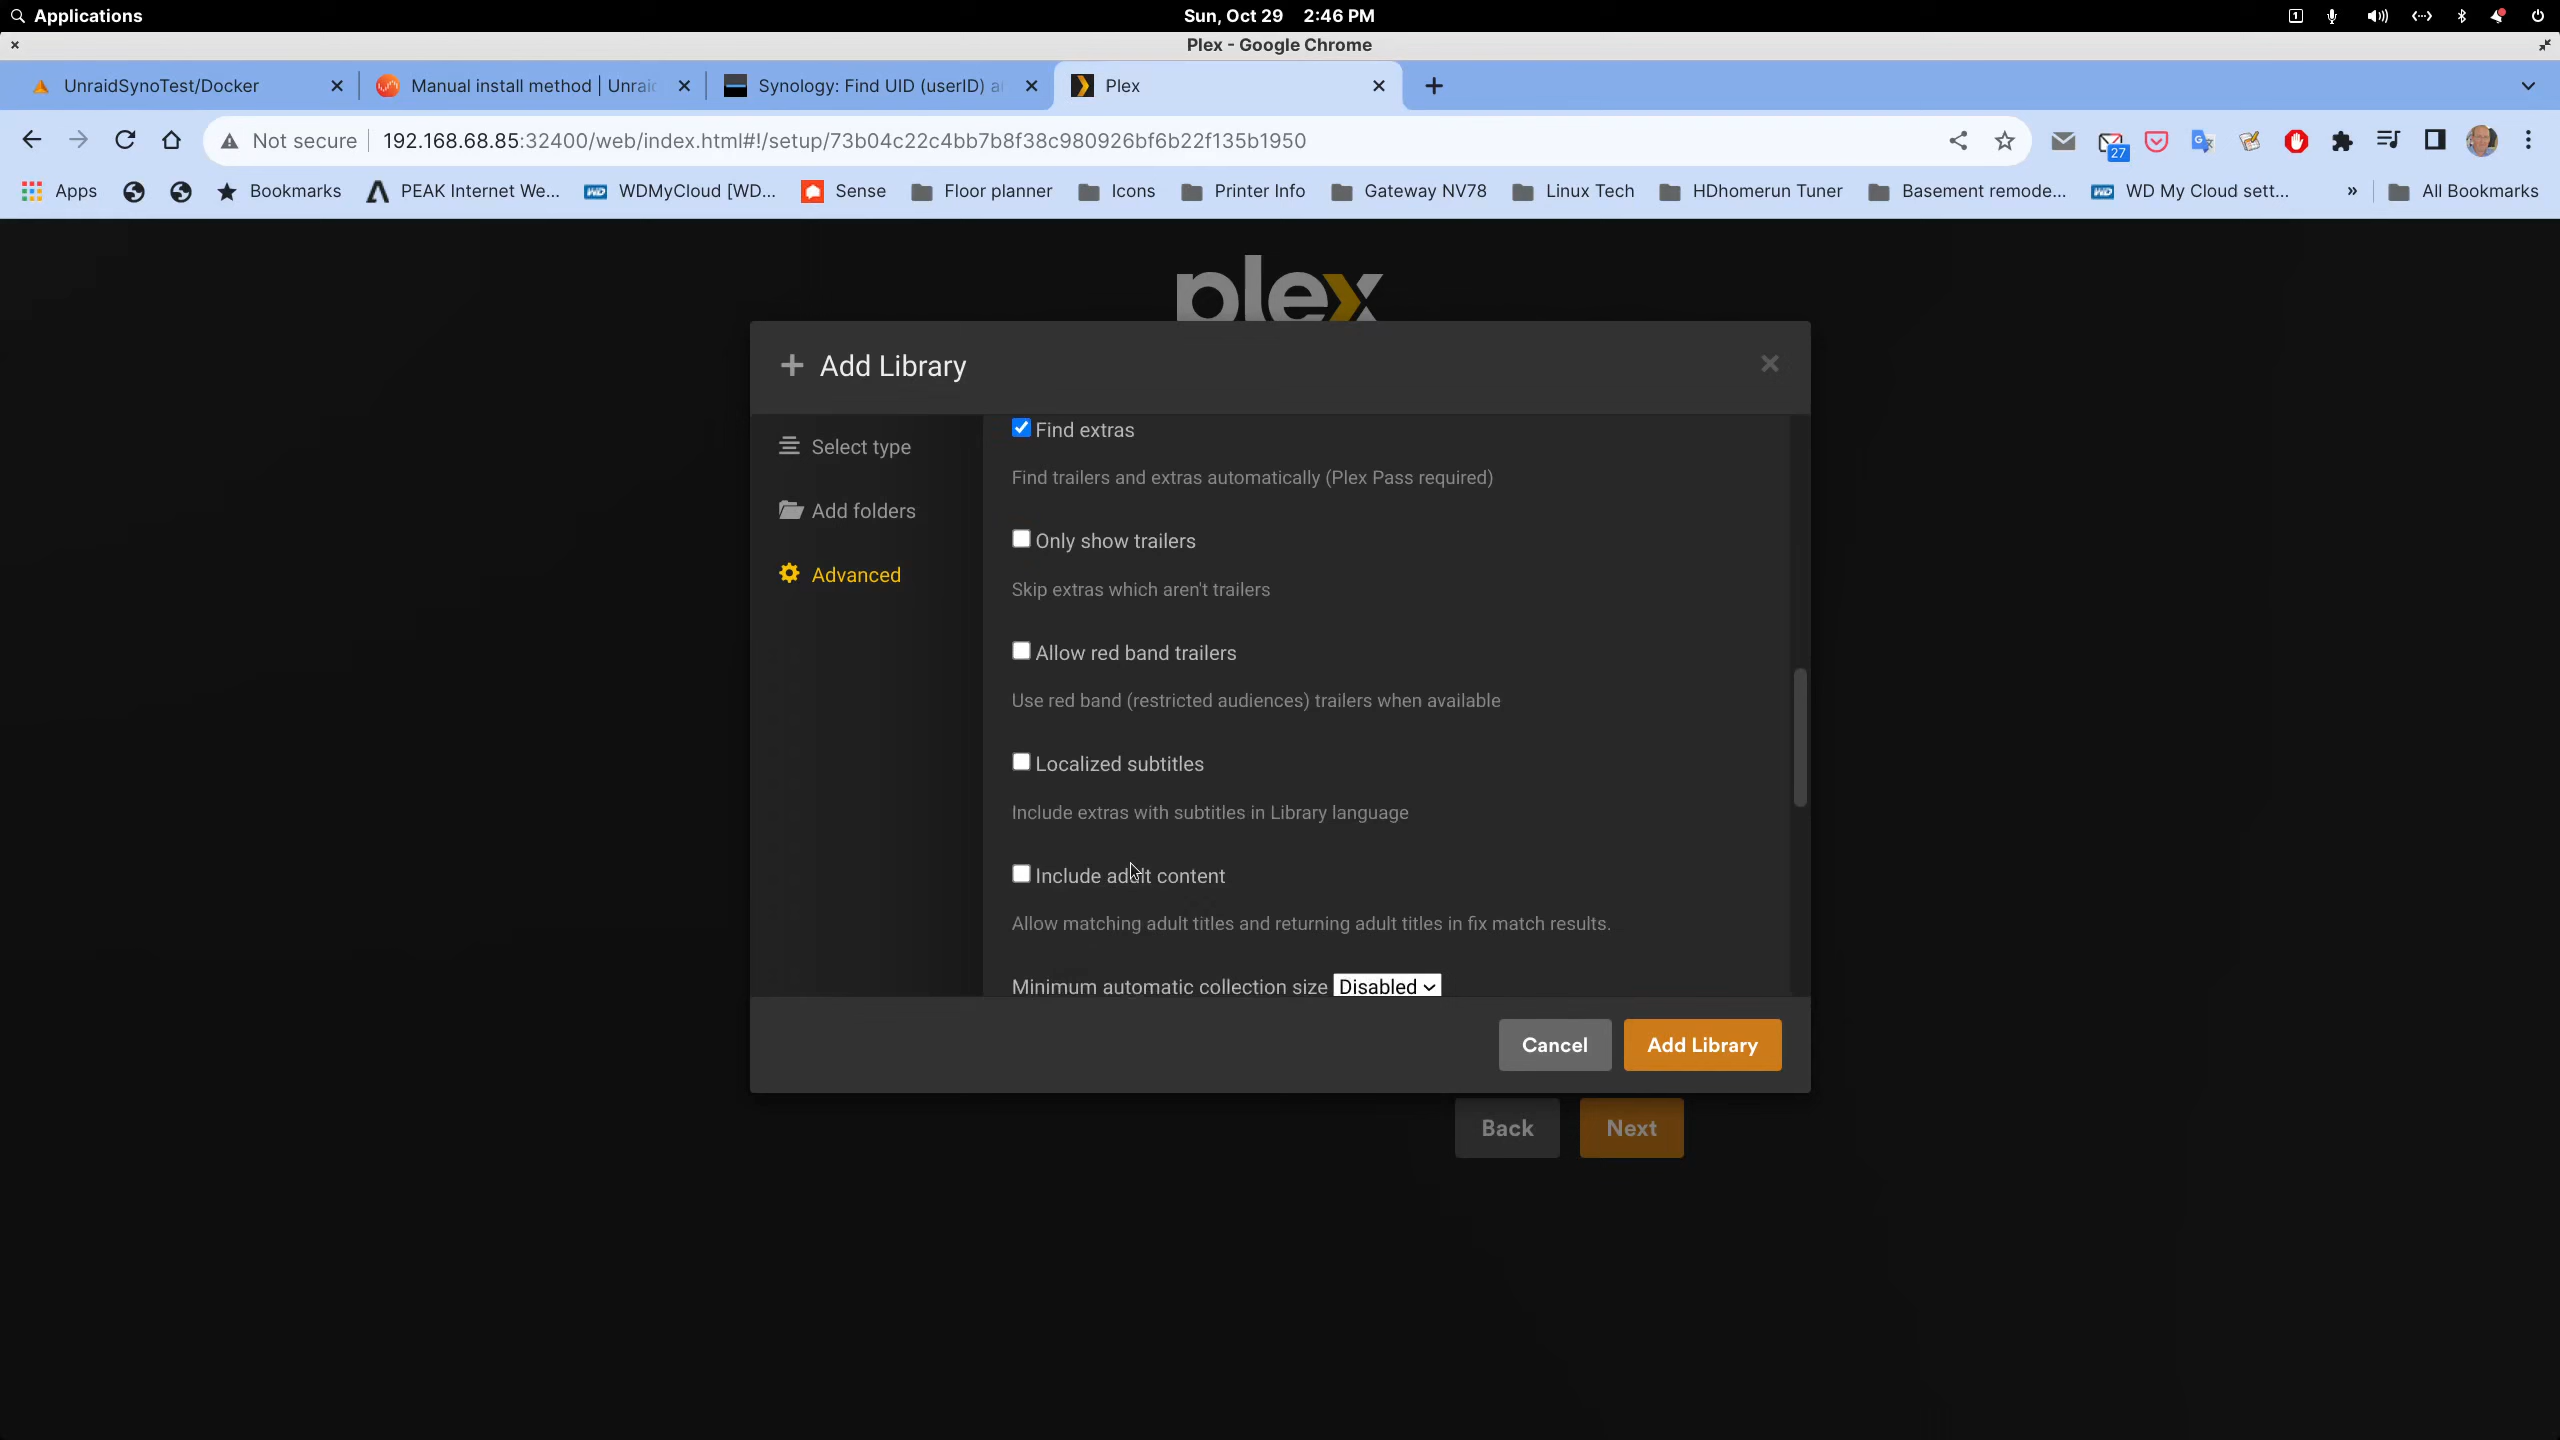 Applications
Sun, Oct 29 2:46 PM
1
Plex - Google Chrome
UnraidSynoTest/Docker
Manual install method | Unraid
Synology: Find UID (userID) a
Plex
Not secure
192.168.68.85:32400/web/index.html#!/setup/73b04c22c4bb7b8f38c980926bf6b22f135b1950
27
Apps
Bookmarks
PEAK Internet We...
WDMyCloud [WD...
Sense
Floor planner
Icons
Printer Info
Gateway NV78
Linux Tech
HDhomerun Tuner
Basement remode...
WD My Cloud sett...
»
All Bookmarks
plex
Add Library
Select type
Add folders
Advanced
Find extras
Find trailers and extras automatically (Plex Pass required)
Only show trailers
Skip extras which aren't trailers
Allow red band trailers
Use red band (restricted audiences) trailers when available
Localized subtitles
Include extras with subtitles in Library language
Include adult content
Allow matching adult titles and returning adult titles in fix match results.
Minimum automatic collection size Disabled
Cancel
Add Library
Back
Next